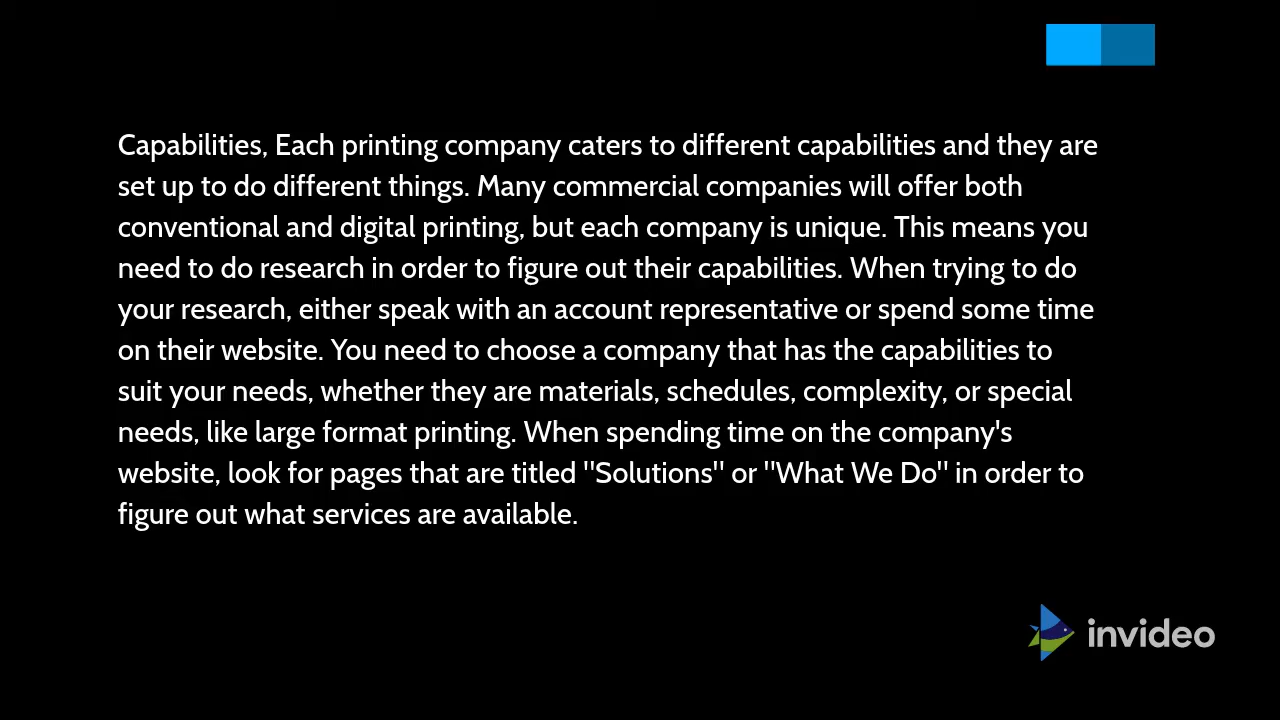 Capabilities, Each printing company caters to different capabilities and they are
set up to do different things. Many commercial companies will offer both
conventional and digital printing, but each company is unique. This means you
need to do research in order to figure out their capabilities. When trying to do
your research, either speak with an account representative or spend some time
on their website. You need to choose a company that has the capabilities to
suit your needs, whether they are materials, schedules, complexity, or special
needs, like large format printing. When spending time on the company's
website, look for pages that are titled "Solutions" or "What We Do" in order to
figure out what services are available.
invideo